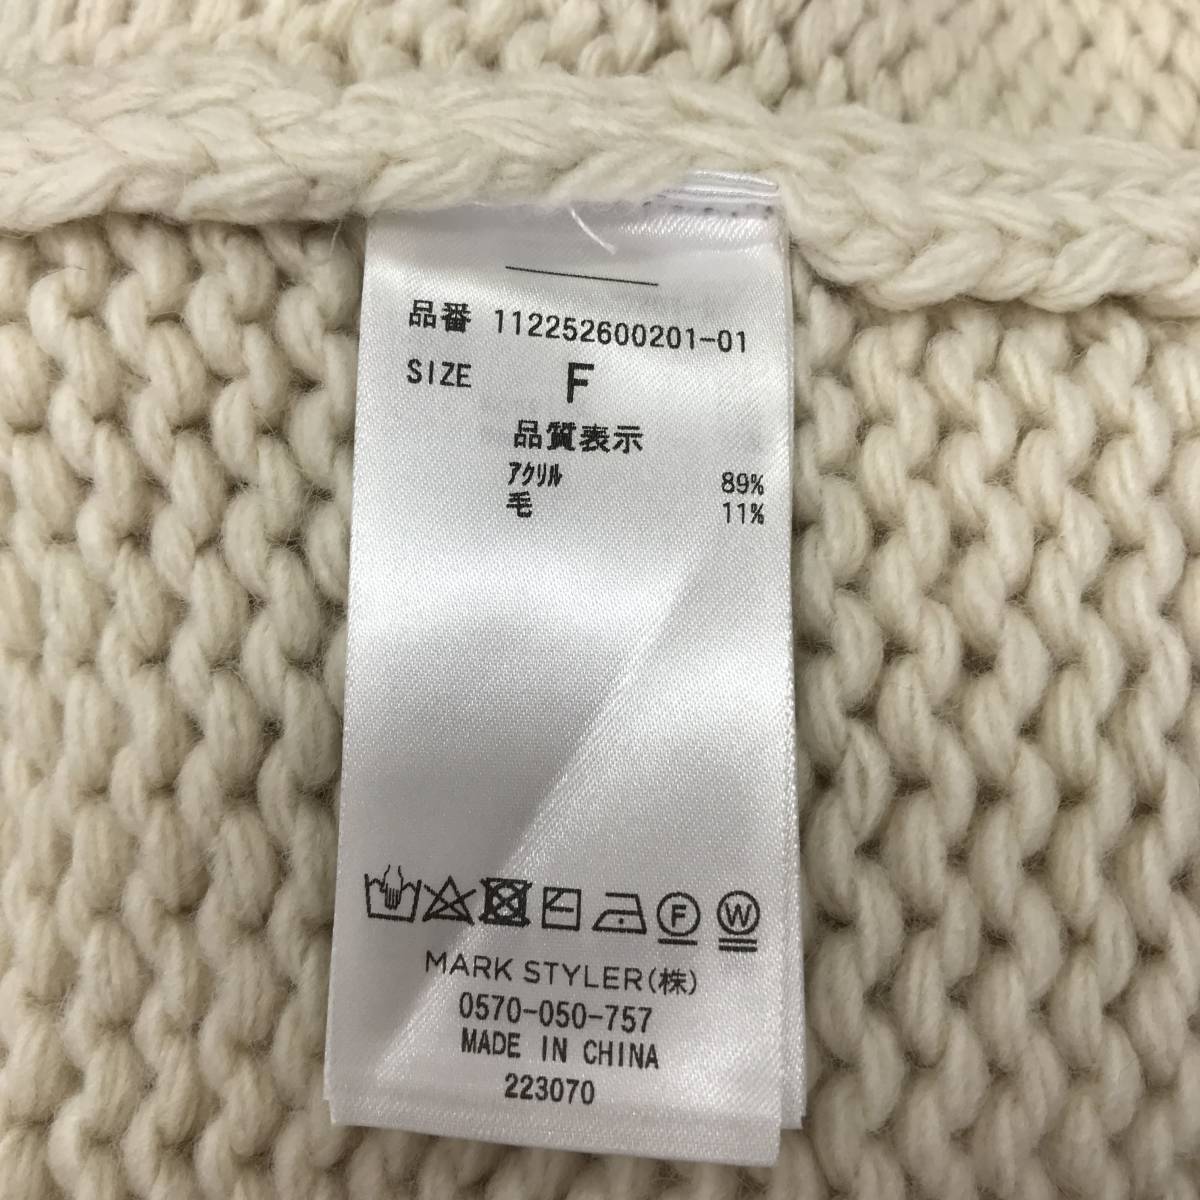 品番 112252600201-01
SIZE F
品質表示
ｱｸﾘﾙ 89%
毛 11%
F W
MARK STYLER(株)
0570-050-757
MADE IN CHINA
223070